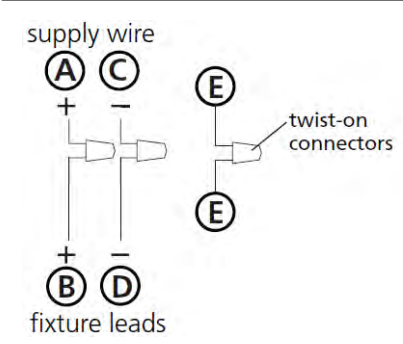 supply wire
A C
+ −
E
twist-on
connectors
E
+ −
B D
fixture leads